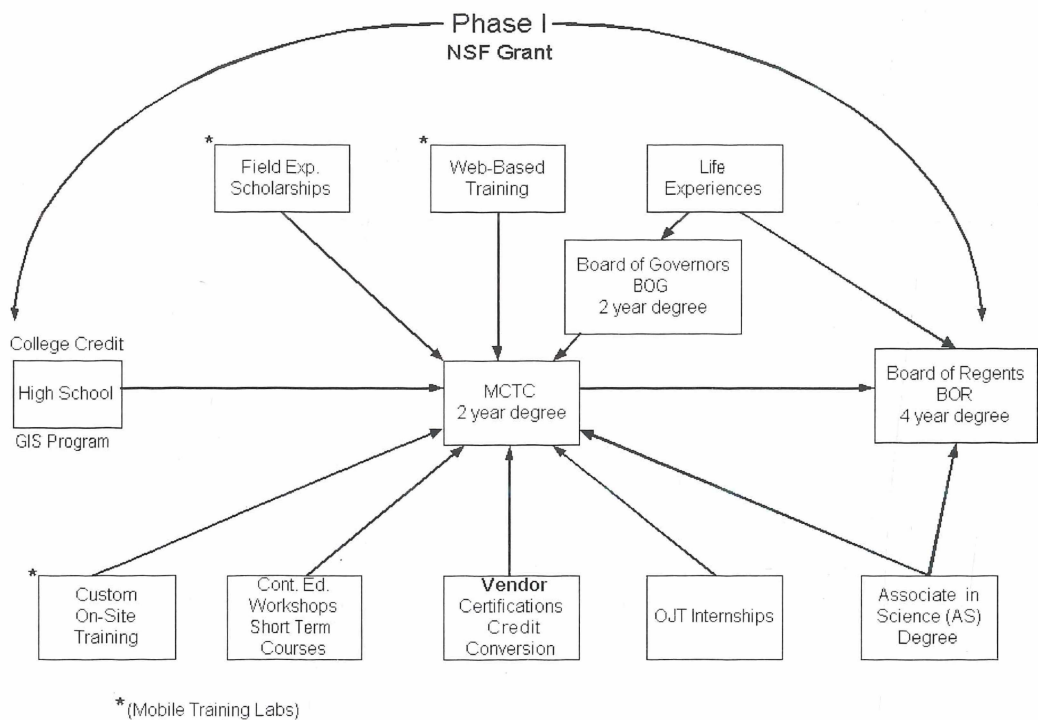 Phase I
NSF Grant
*
Field Exp.
Scholarships
*
Web-Based
Training
Life
Experiences
Board of Governors
BOG
2 year degree
College Credit
High School
GIS Program
MCTC
2 year degree
Board of Regents
BOR
4 year degree
*
Custom
On-Site
Training
Cont. Ed.
Workshops
Short Term
Courses
Vendor
Certifications
Credit
Conversion
OJT Internships
Associate in
Science (AS)
Degree
*(Mobile Training Labs)